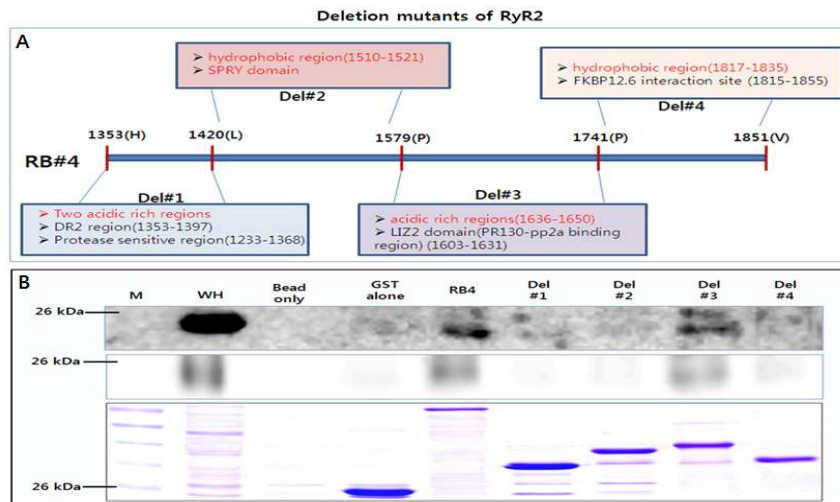 Deletion mutants of RyR2
A
➢ hydrophobic region(1510-1521)
➢ SPRY domain
Del#2
➢ hydrophobic region(1817-1835)
➢ FKBP12.6 interaction site (1815-1855)
Del#4
1353(H) 1420(L) 1579(P) 1741(P) 1851(V)
RB#4
Del#1
➢ Two acidic rich regions
➢ DR2 region(1353-1397)
➢ Protease sensitive region(1233-1368)
Del#3
➢ acidic rich regions(1636-1650)
➢ LIZ2 domain(PR130-pp2a binding
region) (1603-1631)
B
M WH Bead only GST alone RB4 Del #1 Del #2 Del #3 Del #4
26 kDa
26 kDa
26 kDa